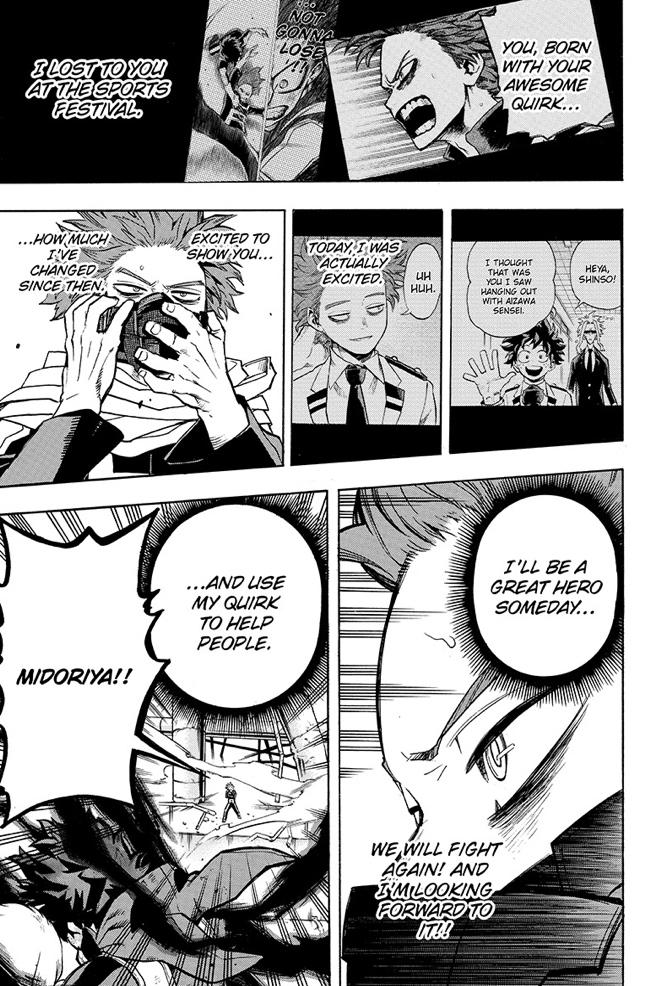 YOU, BORN
WITH YOUR
AWESOME
QUIRK...
...
NOT
GONNA
LOSE
!!
I LOST TO YOU
AT THE SPORTS
FESTIVAL.
HEYA,
SHINSO!
I THOUGHT
THAT WAS
YOU I SAW
HANGING OUT
WITH AIZAWA
SENSEI.
TODAY, I WAS
ACTUALLY
EXCITED.
UH
HUH.
EXCITED TO
SHOW YOU...
...HOW MUCH
I'VE
CHANGED
SINCE THEN.
I'LL BE A
GREAT HERO
SOMEDAY...
WE WILL FIGHT
AGAIN! AND
I'M LOOKING
FORWARD TO
IT!!
...AND USE
MY QUIRK
TO HELP
PEOPLE.
MIDORIYA!!